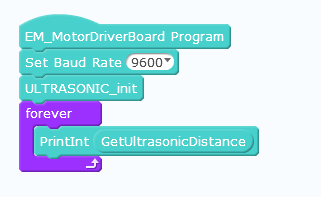 EM_MotorDriverBoard Program
Set Baud Rate 9600
ULTRASONIC_init
forever
PrintInt GetUltrasonicDistance